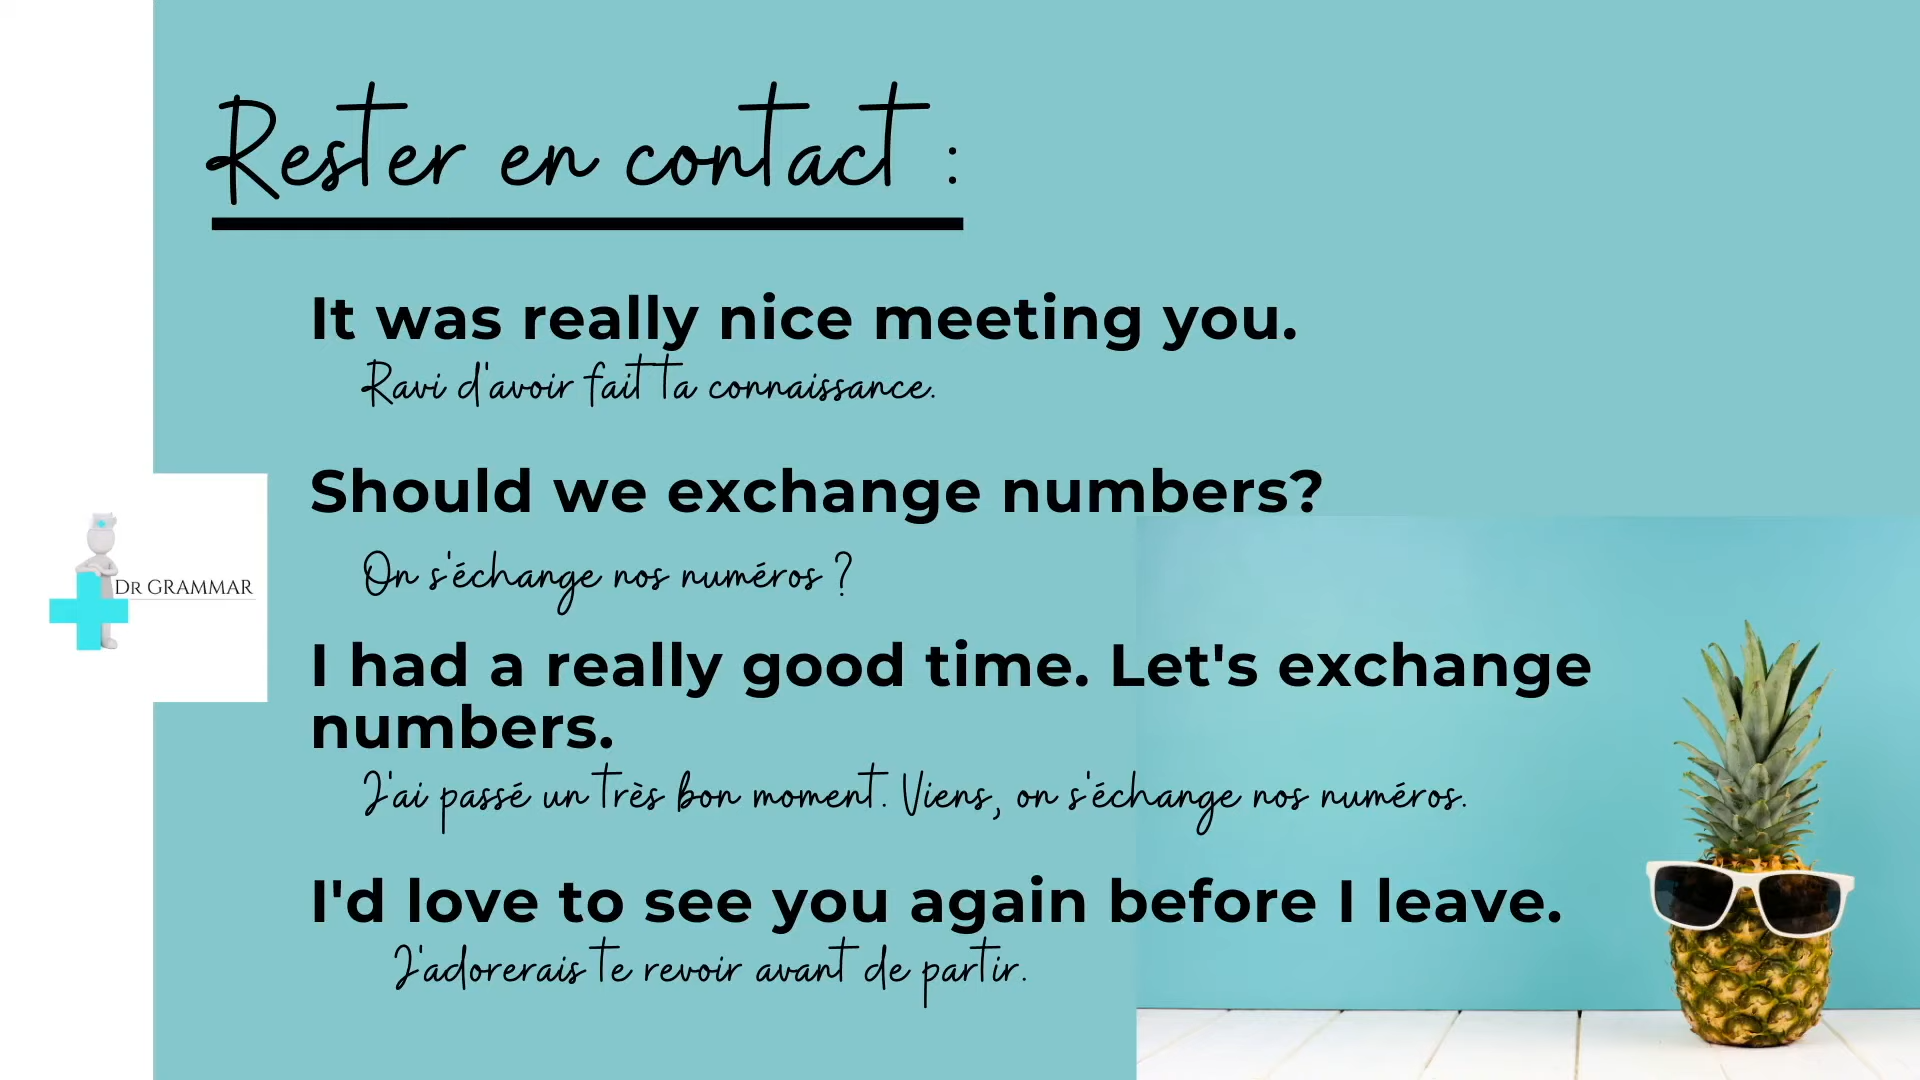 Rester en contact :
It was really nice meeting you.
Ravi d'avoir fait ta connaissance.
Should we exchange numbers?
On s'échange nos numéros ?
DR GRAMMAR
I had a really good time. Let's exchange
numbers.
J'ai passé un très bon moment. Viens, on s'échange nos numéros.
I'd love to see you again before I leave.
J'adorerais te revoir avant de partir.